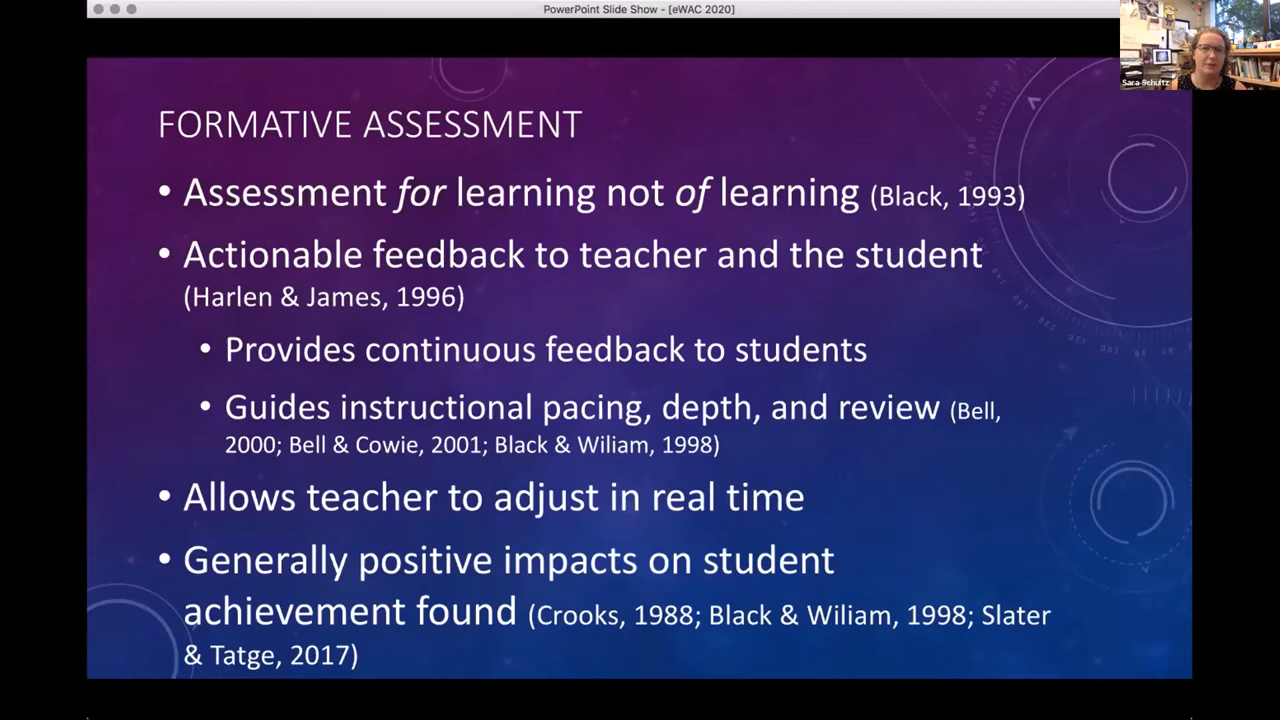 PowerPoint Slide Show - [eWAC 2020]
Sara Schultz
FORMATIVE ASSESSMENT
• Assessment for learning not of learning (Black, 1993)
• Actionable feedback to teacher and the student
(Harlen & James, 1996)
• Provides continuous feedback to students
• Guides instructional pacing, depth, and review (Bell,
2000; Bell & Cowie, 2001; Black & Wiliam, 1998)
• Allows teacher to adjust in real time
• Generally positive impacts on student
achievement found (Crooks, 1988; Black & Wiliam, 1998; Slater
& Tatge, 2017)